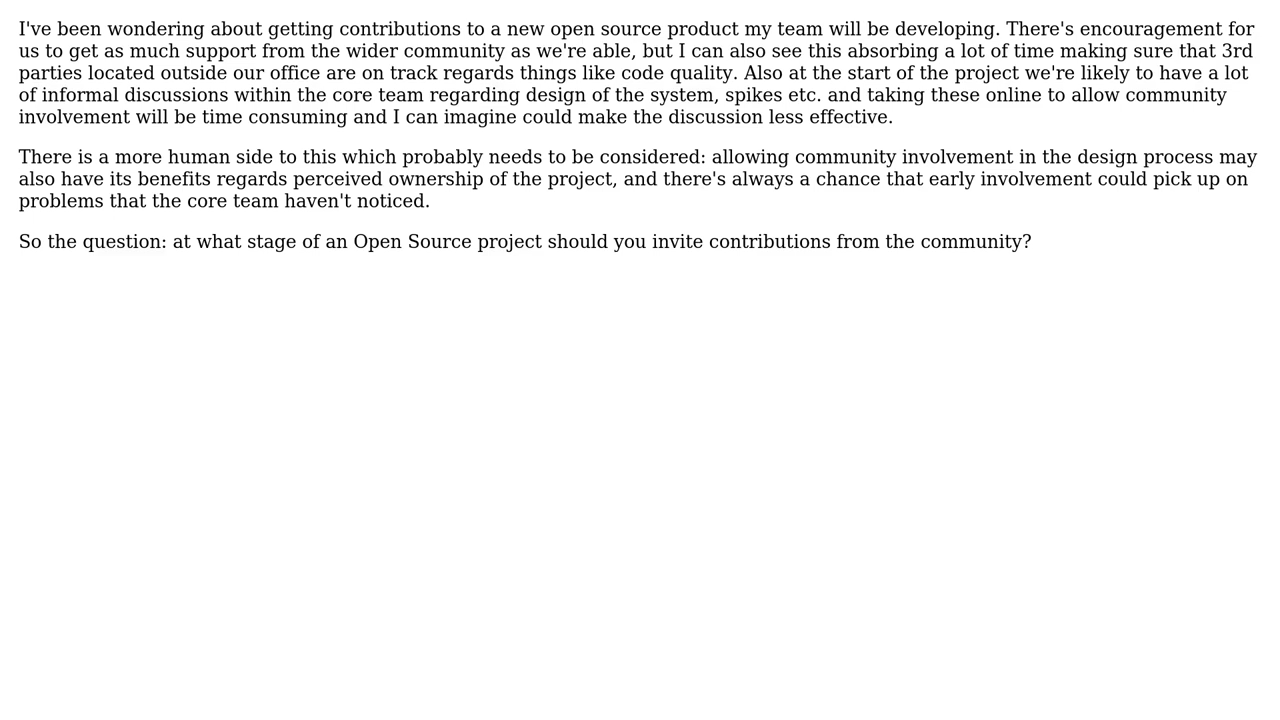 I've been wondering about getting contributions to a new open source product my team will be developing. There's encouragement for
us to get as much support from the wider community as we're able, but I can also see this absorbing a lot of time making sure that 3rd
parties located outside our office are on track regards things like code quality. Also at the start of the project we're likely to have a lot
of informal discussions within the core team regarding design of the system, spikes etc. and taking these online to allow community
involvement will be time consuming and I can imagine could make the discussion less effective.
There is a more human side to this which probably needs to be considered: allowing community involvement in the design process may
also have its benefits regards perceived ownership of the project, and there's always a chance that early involvement could pick up on
problems that the core team haven't noticed.
So the question: at what stage of an Open Source project should you invite contributions from the community?